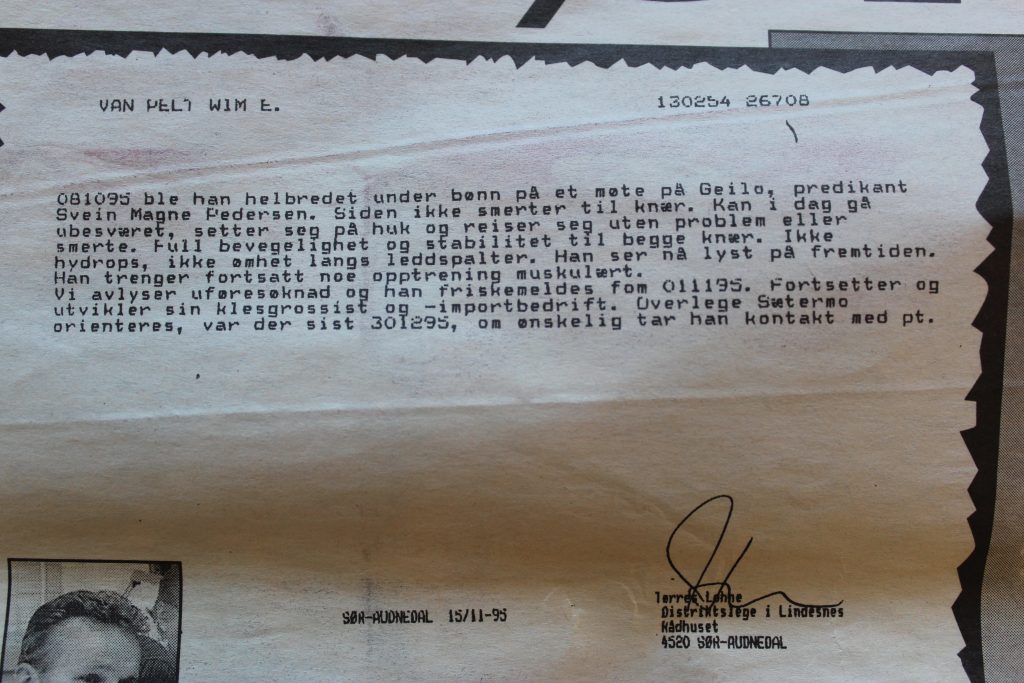 VAN PELT WIM E. 130254 26708
081095 ble han helbredet under bønn på et møte på Geilo, predikant
Svein Magne Pedersen. Siden ikke smerter til knær. Kan i dag gå
ubesværet, setter seg på huk og reiser seg uten problem eller
smerte. Full bevegelighet og stabilitet til begge knær. Ikke
hydrops, ikke ømhet langs leddspalter. Han ser nå lyst på fremtiden.
Han trenger fortsatt noe opptrening muskulært.
Vi avlyser uføresøknad og han friskemeldes fom 011195. Fortsetter og
utvikler sin klesgrossist og -importbedrift. Overlege Sætermo
orienteres, var der sist 301295, om ønskelig tar han kontakt med pt.
SØR-AUDNEDAL 15/11-95
Lønne
Distriktslege i Lindesnes
Rådhuset
4520 SØR-AUDNEDAL